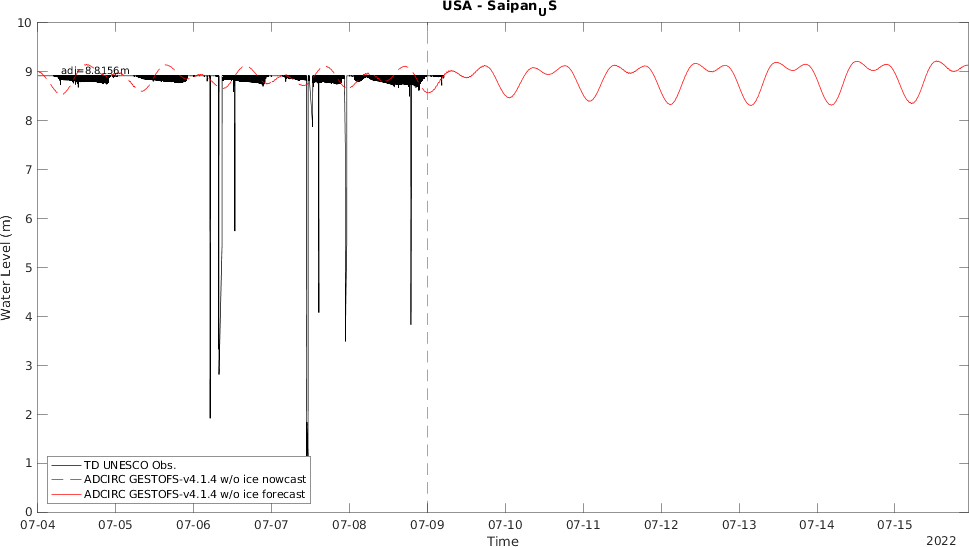 USA - Saipan_US
10
9
8
7
6
5
4
3
2
1
0
Water Level (m)
adj=8.8156m
TD UNESCO Obs.
ADCIRC GESTOFS-v4.1.4 w/o ice nowcast
ADCIRC GESTOFS-v4.1.4 w/o ice forecast
07-04 07-05 07-06 07-07 07-08 07-09 07-10 07-11 07-12 07-13 07-14 07-15
Time
2022